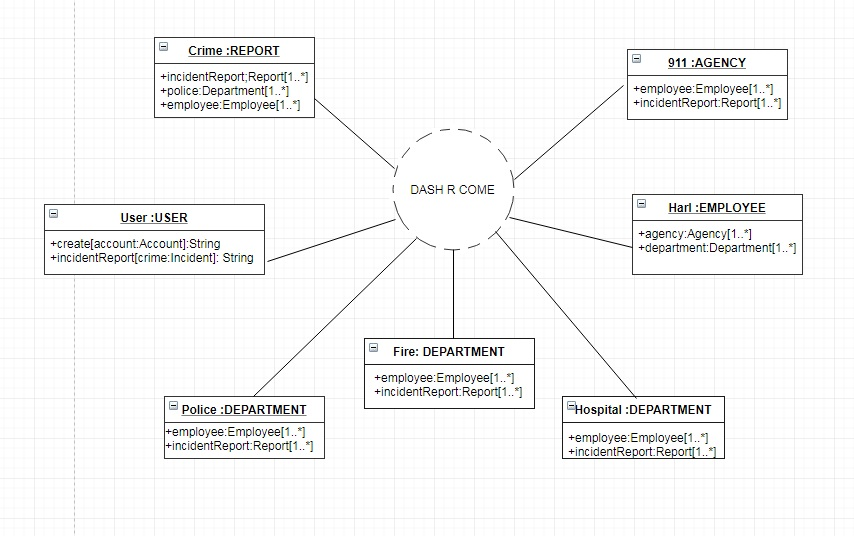 Crime :REPORT
+incidentReport;Report[1..*]
+police:Department[1..*]
+employee:Employee[1..*]
911 :AGENCY
+employee:Employee[1..*]
+incidentReport:Report[1..*]
DASH R COME
User :USER
+create[account:Account]:String
+incidentReport[crime:Incident]: String
Harl :EMPLOYEE
+agency:Agency[1..*]
+department:Department[1..*]
Fire: DEPARTMENT
+employee:Employee[1..*]
+incidentReport:Report[1..*]
Police :DEPARTMENT
+employee:Employee[1..*]
+incidentReport:Report[1..*]
Hospital :DEPARTMENT
+employee:Employee[1..*]
+incidentReport:Report[1..*]